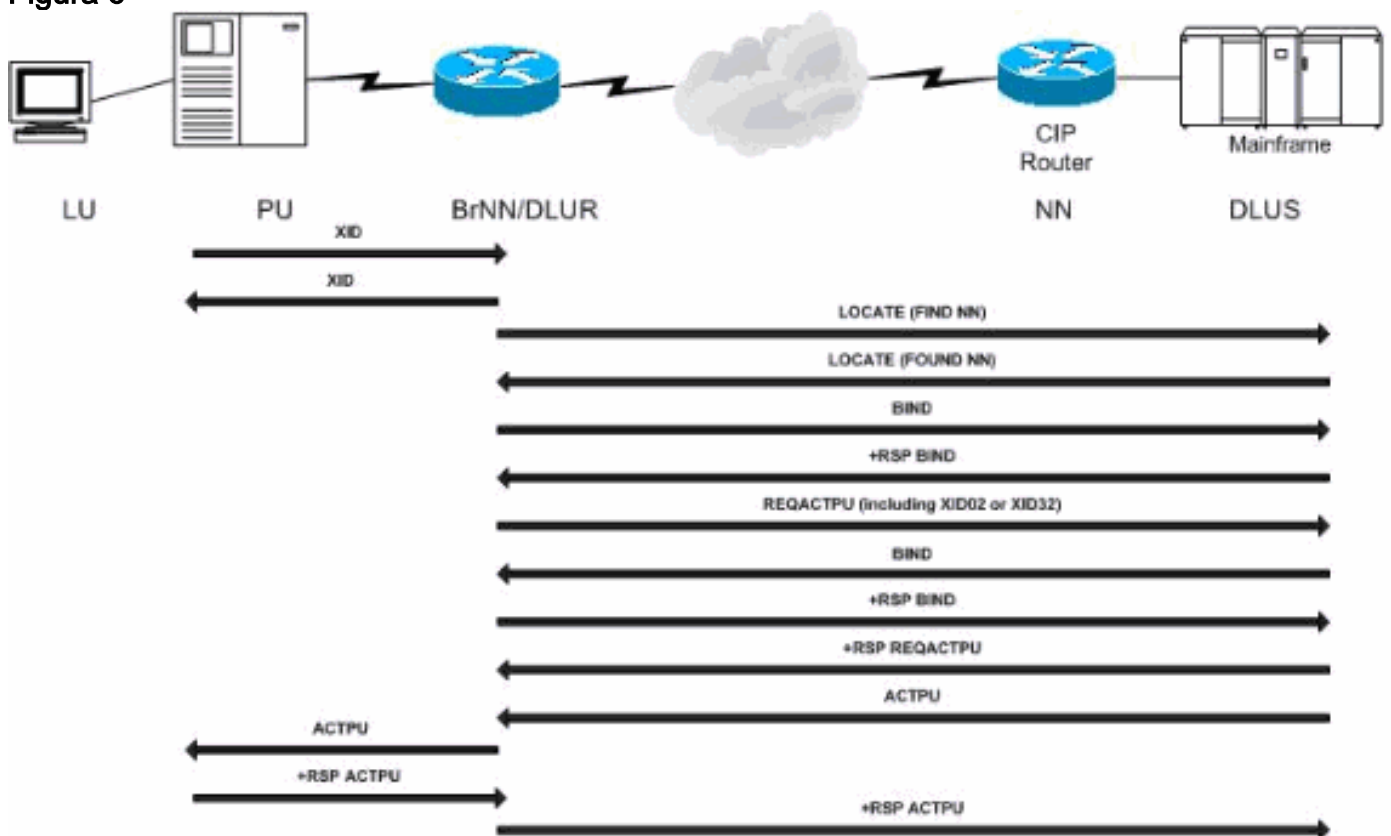 CIP
Router
Mainframe
LU
PU
BrNN/DLUR
NN
DLUS
XID
XID
LOCATE (FIND NN)
LOCATE (FOUND NN)
BIND
+RSP BIND
REQACTPU (including XID02 or XID32)
BIND
+RSP BIND
+RSP REQACTPU
ACTPU
ACTPU
+RSP ACTPU
+RSP ACTPU